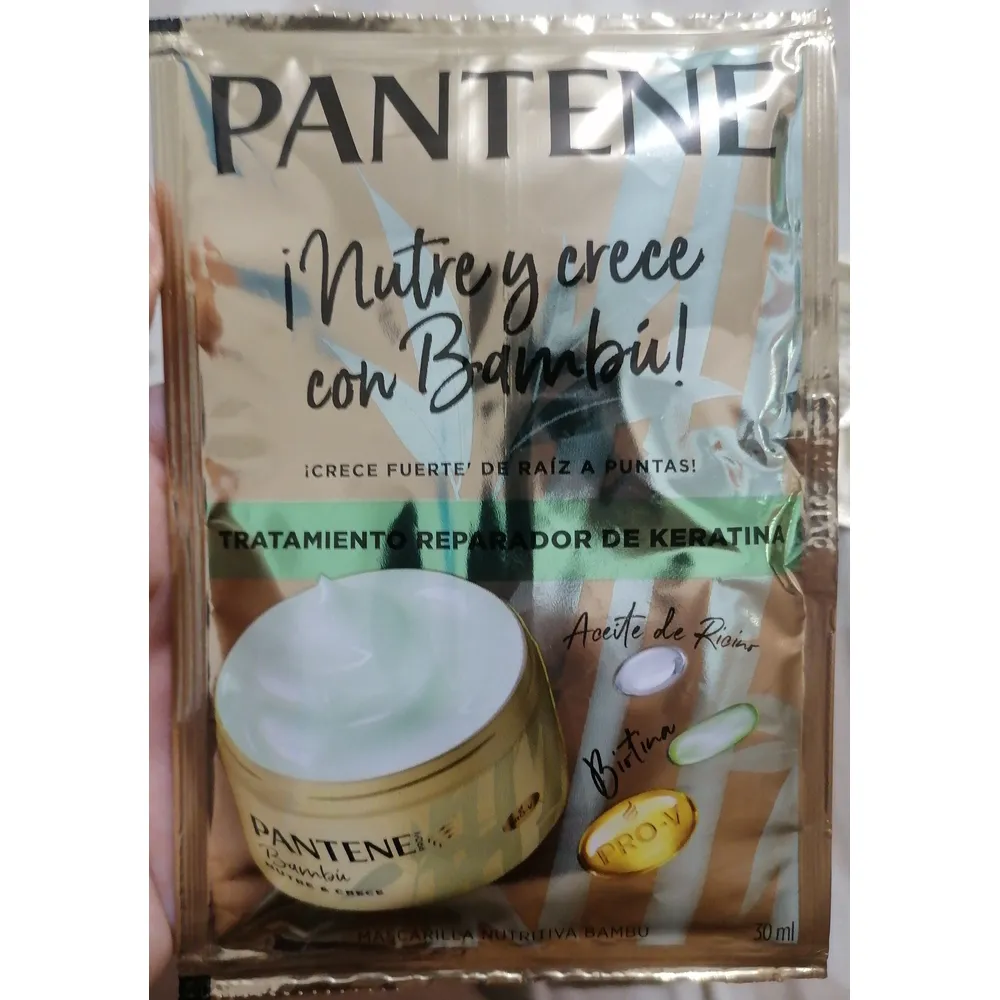 PANTENE
¡Nutre y crece
con Bambú!
¡CRECE FUERTE' DE RAÍZ A PUNTAS!
TRATAMIENTO REPARADOR DE KERATINA
Aceite de Ricino
Biotina
PRO-V
PANTENE
Bambú
NUTRE & CRECE
MASCARILLA NUTRITIVA BAMBÚ
30 ml